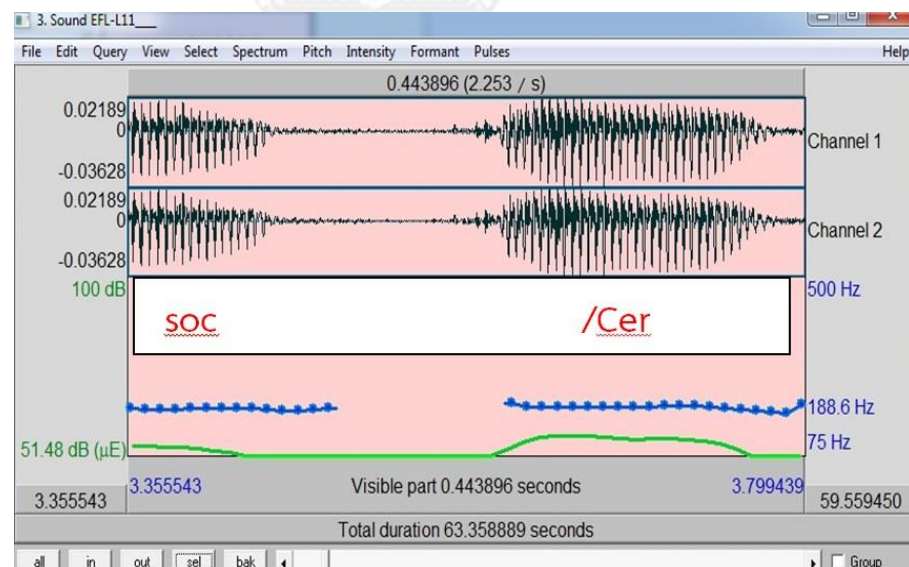 3. Sound EFL-L11___
File Edit Query View Select Spectrum Pitch Intensity Formant Pulses Help
0.443896 (2.253 / s)
0.02189
0
-0.03628
Channel 1
0.02189
0
-0.03628
Channel 2
100 dB
500 Hz
soc /Cer
188.6 Hz
51.48 dB (µE)
75 Hz
3.355543 Visible part 0.443896 seconds 3.799439
3.355543 59.559450
Total duration 63.358889 seconds
all in out sel bak Group